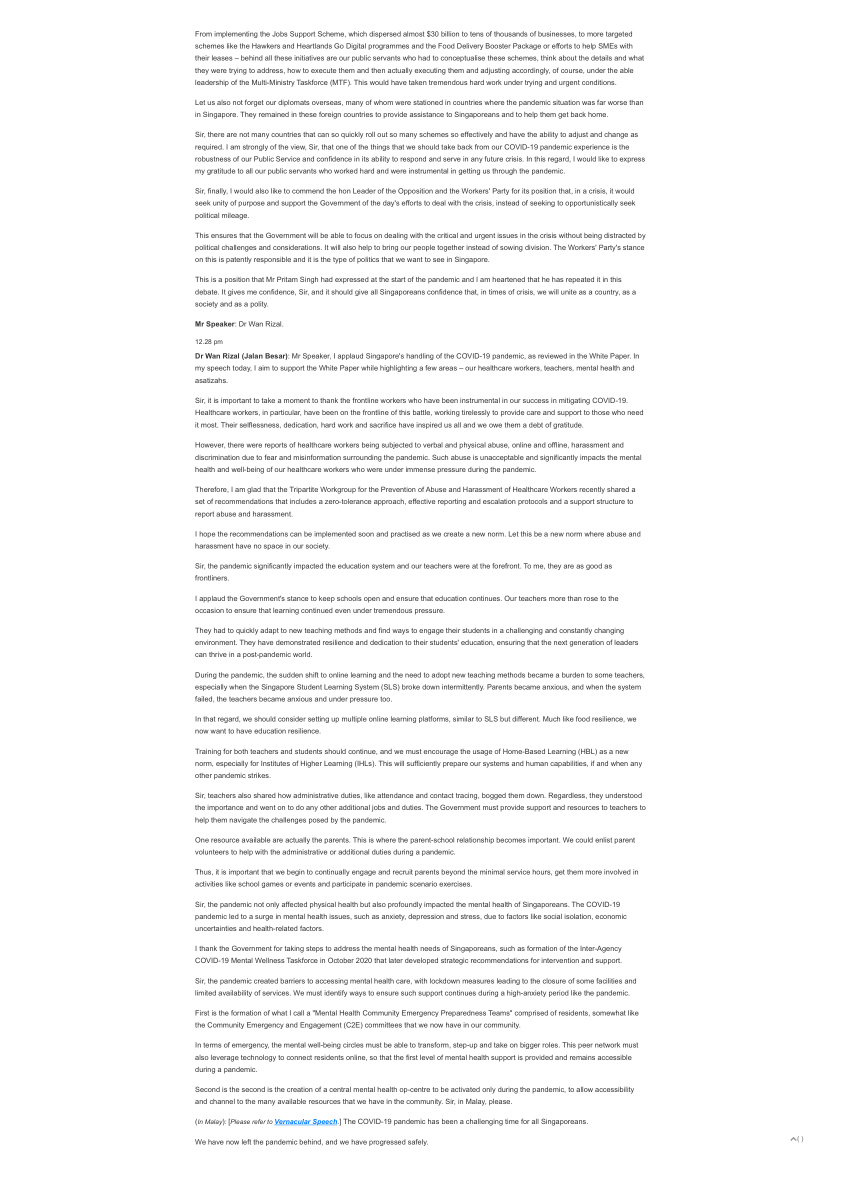 From implementing the Jobs Support Scheme, which dispersed almost $30 billion to tens of thousands of businesses, to more targeted
schemes like the Hawkers and Heartlands Go Digital programmes and the Food Delivery Booster Package or efforts to help SMEs with
their leases – behind all these initiatives are our public servants who had to conceptualise these schemes, think about the details and what
they were trying to address, how to execute them and then actually executing them and adjusting accordingly, of course, under the able
leadership of the Multi-Ministry Taskforce (MTF). This would have taken tremendous hard work under trying and urgent conditions.
Let us also not forget our diplomats overseas, many of whom were stationed in countries where the pandemic situation was far worse than
in Singapore. They remained in these foreign countries to provide assistance to Singaporeans and to help them get back home.
Sir, there are not many countries that can so quickly roll out so many schemes so effectively and have the ability to adjust and change as
required. I am strongly of the view, Sir, that one of the things that we should take back from our COVID-19 pandemic experience is the
robustness of our Public Service and confidence in its ability to respond and serve in any future crisis. In this regard, I would like to express
my gratitude to all our public servants who worked hard and were instrumental in getting us through the pandemic.
Sir, finally, I would also like to commend the hon Leader of the Opposition and the Workers' Party for its position that, in a crisis, it would
seek unity of purpose and support the Government of the day's efforts to deal with the crisis, instead of seeking to opportunistically seek
political mileage.
This ensures that the Government will be able to focus on dealing with the critical and urgent issues in the crisis without being distracted by
political challenges and considerations. It will also help to bring our people together instead of sowing division. The Workers' Party's stance
on this is patently responsible and it is the type of politics that we want to see in Singapore.
This is a position that Mr Pritam Singh had expressed at the start of the pandemic and I am heartened that he has repeated it in this
debate. It gives me confidence, Sir, and it should give all Singaporeans confidence that, in times of crisis, we will unite as a country, as a
society and as a polity.
Mr Speaker: Dr Wan Rizal.
12.28 pm
Dr Wan Rizal (Jalan Besar): Mr Speaker, I applaud Singapore's handling of the COVID-19 pandemic, as reviewed in the White Paper. In
my speech today, I aim to support the White Paper while highlighting a few areas – our healthcare workers, teachers, mental health and
asatizahs.
Sir, it is important to take a moment to thank the frontline workers who have been instrumental in our success in mitigating COVID-19.
Healthcare workers, in particular, have been on the frontline of this battle, working tirelessly to provide care and support to those who need
it most. Their selflessness, dedication, hard work and sacrifice have inspired us all and we owe them a debt of gratitude.
However, there were reports of healthcare workers being subjected to verbal and physical abuse, online and offline, harassment and
discrimination due to fear and misinformation surrounding the pandemic. Such abuse is unacceptable and significantly impacts the mental
health and well-being of our healthcare workers who were under immense pressure during the pandemic.
Therefore, I am glad that the Tripartite Workgroup for the Prevention of Abuse and Harassment of Healthcare Workers recently shared a
set of recommendations that includes a zero-tolerance approach, effective reporting and escalation protocols and a support structure to
report abuse and harassment.
I hope the recommendations can be implemented soon and practised as we create a new norm. Let this be a new norm where abuse and
harassment have no space in our society.
Sir, the pandemic significantly impacted the education system and our teachers were at the forefront. To me, they are as good as
frontliners.
I applaud the Government's stance to keep schools open and ensure that education continues. Our teachers more than rose to the
occasion to ensure that learning continued even under tremendous pressure.
They had to quickly adapt to new teaching methods and find ways to engage their students in a challenging and constantly changing
environment. They have demonstrated resilience and dedication to their students' education, ensuring that the next generation of leaders
can thrive in a post-pandemic world.
During the pandemic, the sudden shift to online learning and the need to adopt new teaching methods became a burden to some teachers,
especially when the Singapore Student Learning System (SLS) broke down intermittently. Parents became anxious, and when the system
failed, the teachers became anxious and under pressure too.
In that regard, we should consider setting up multiple online learning platforms, similar to SLS but different. Much like food resilience, we
now want to have education resilience.
Training for both teachers and students should continue, and we must encourage the usage of Home-Based Learning (HBL) as a new
norm, especially for Institutes of Higher Learning (IHLs). This will sufficiently prepare our systems and human capabilities, if and when any
other pandemic strikes.
Sir, teachers also shared how administrative duties, like attendance and contact tracing, bogged them down. Regardless, they understood
the importance and went on to do any other additional jobs and duties. The Government must provide support and resources to teachers to
help them navigate the challenges posed by the pandemic.
One resource available are actually the parents. This is where the parent-school relationship becomes important. We could enlist parent
volunteers to help with the administrative or additional duties during a pandemic.
Thus, it is important that we begin to continually engage and recruit parents beyond the minimal service hours, get them more involved in
activities like school games or events and participate in pandemic scenario exercises.
Sir, the pandemic not only affected physical health but also profoundly impacted the mental health of Singaporeans. The COVID-19
pandemic led to a surge in mental health issues, such as anxiety, depression and stress, due to factors like social isolation, economic
uncertainties and health-related factors.
I thank the Government for taking steps to address the mental health needs of Singaporeans, such as formation of the Inter-Agency
COVID-19 Mental Wellness Taskforce in October 2020 that later developed strategic recommendations for intervention and support.
Sir, the pandemic created barriers to accessing mental health care, with lockdown measures leading to the closure of some facilities and
limited availability of services. We must identify ways to ensure such support continues during a high-anxiety period like the pandemic.
First is the formation of what I call a "Mental Health Community Emergency Preparedness Teams" comprised of residents, somewhat like
the Community Emergency and Engagement (C2E) committees that we now have in our community.
In terms of emergency, the mental well-being circles must be able to transform, step-up and take on bigger roles. This peer network must
also leverage technology to connect residents online, so that the first level of mental health support is provided and remains accessible
during a pandemic.
Second is the second is the creation of a central mental health op-centre to be activated only during the pandemic, to allow accessibility
and channel to the many available resources that we have in the community. Sir, in Malay, please.
(In Malay): [Please refer to Vernacular Speech.] The COVID-19 pandemic has been a challenging time for all Singaporeans.
We have now left the pandemic behind, and we have progressed safely.
^( )